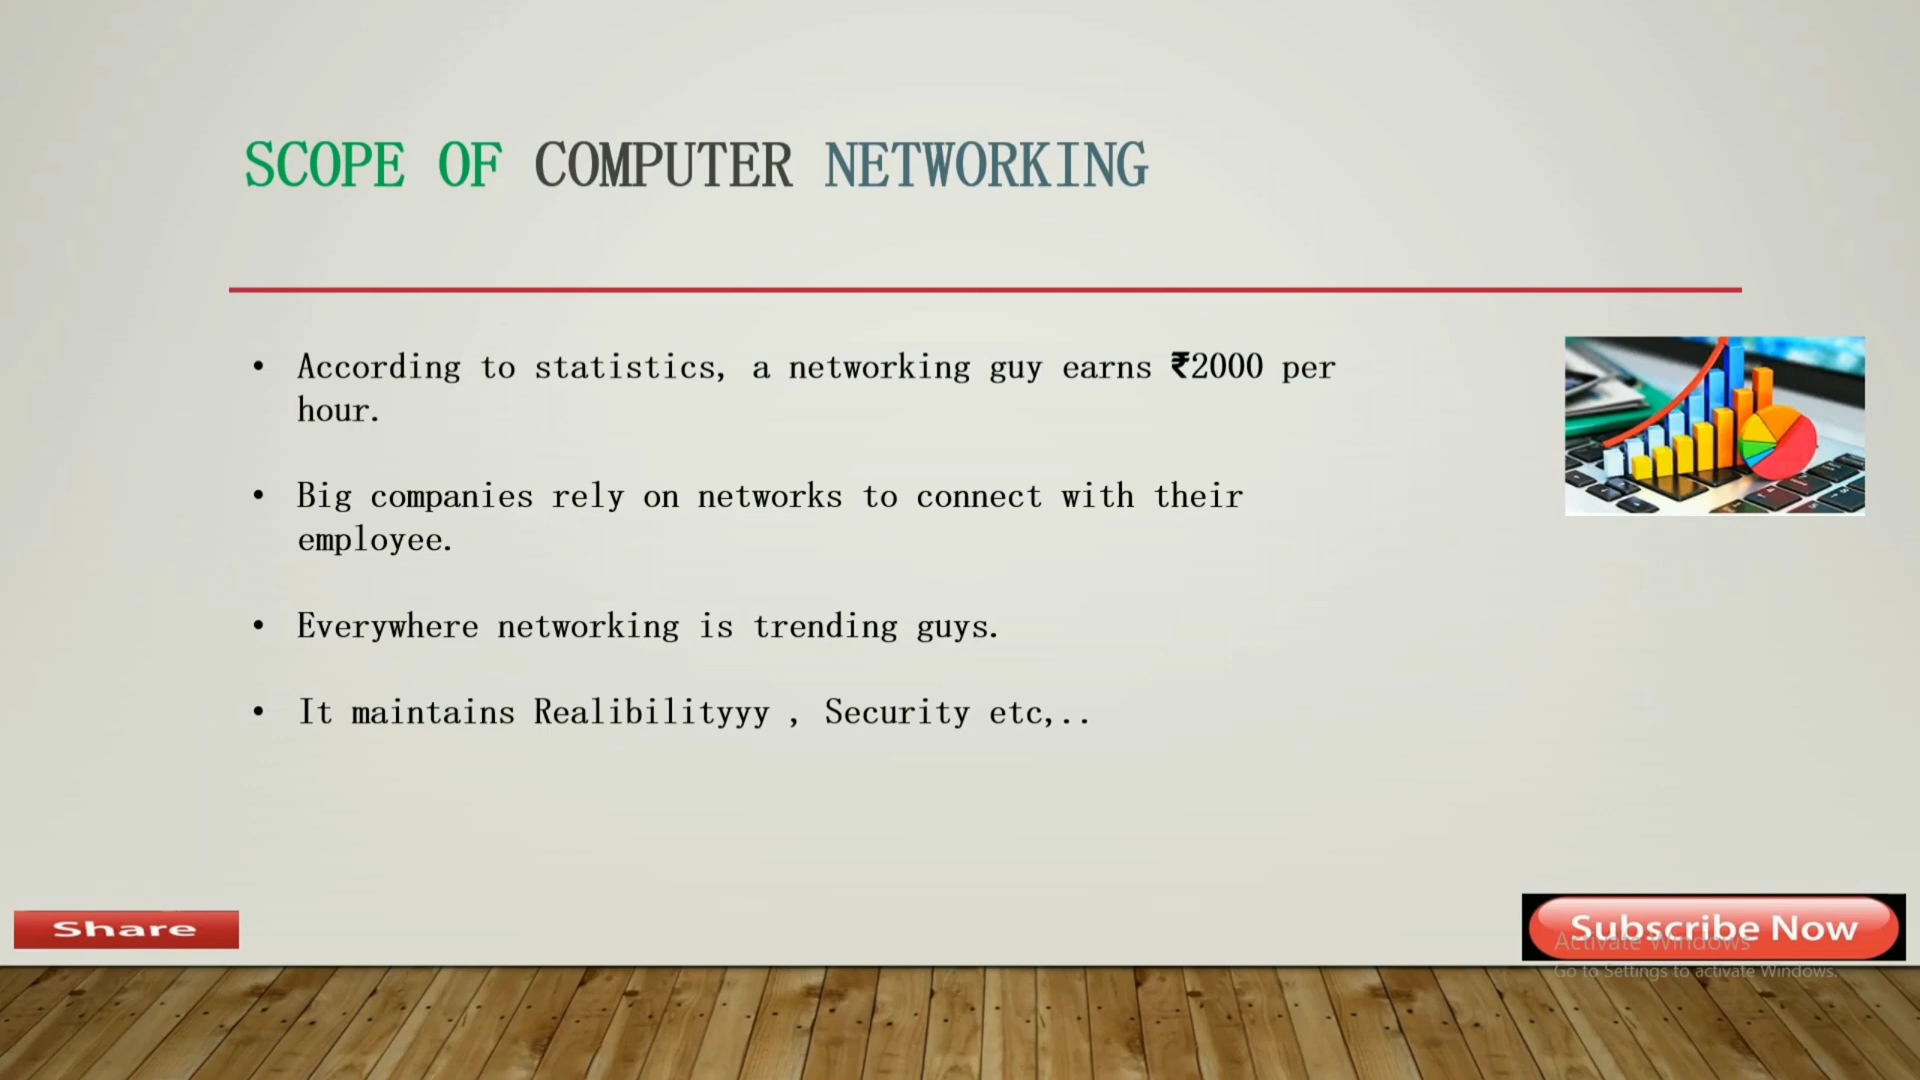 SCOPE OF COMPUTER NETWORKING
• According to statistics, a networking guy earns ₹2000 per
hour.
• Big companies rely on networks to connect with their
employee.
• Everywhere networking is trending guys.
• It maintains Realibilityyy , Security etc,..
Share
Subscribe Now
Activate Windows
Go to Settings to activate Windows.